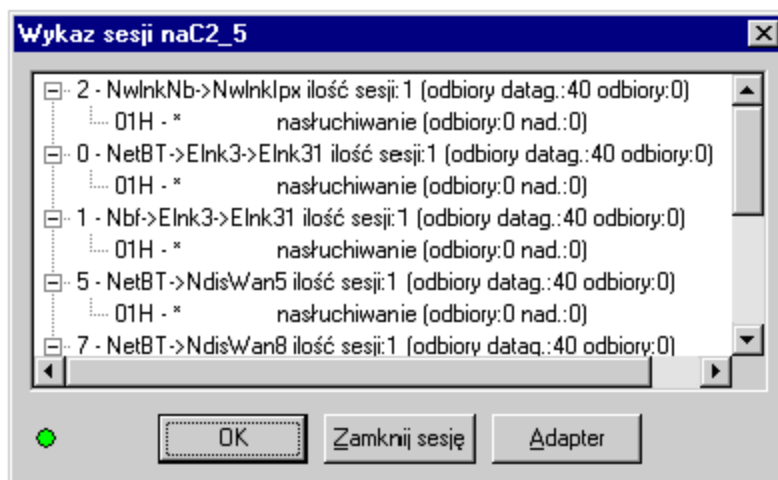 Wykaz sesji naC2_5
2 - NwlnkNb->NwlnkIpx ilość sesji:1 (odbiory datag.:40 odbiory:0)
01H - * nasłuchiwanie (odbiory:0 nad.:0)
0 - NetBT->Elnk3->Elnk31 ilość sesji:1 (odbiory datag.:40 odbiory:0)
01H - * nasłuchiwanie (odbiory:0 nad.:0)
1 - Nbf->Elnk3->Elnk31 ilość sesji:1 (odbiory datag.:40 odbiory:0)
01H - * nasłuchiwanie (odbiory:0 nad.:0)
5 - NetBT->NdisWan5 ilość sesji:1 (odbiory datag.:40 odbiory:0)
01H - * nasłuchiwanie (odbiory:0 nad.:0)
7 - NetBT->NdisWan8 ilość sesji:1 (odbiory datag.:40 odbiory:0)
OK Zamknij sesję Adapter